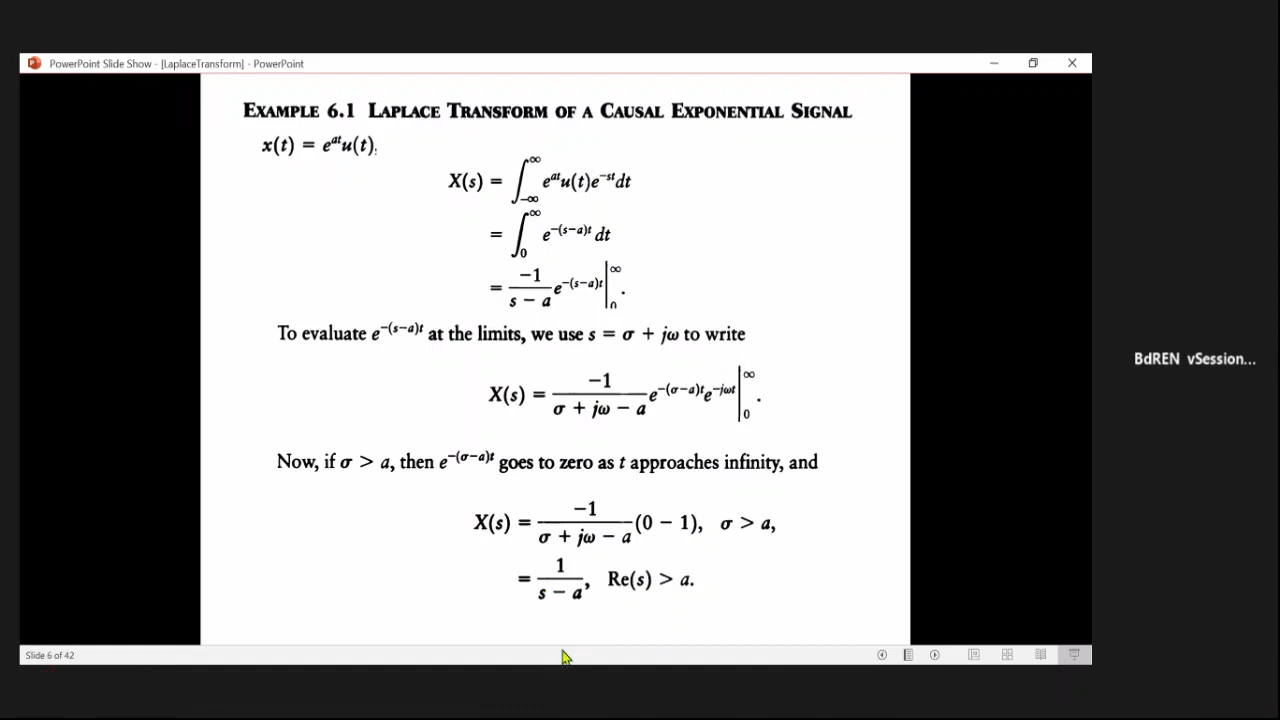 PowerPoint Slide Show - [LaplaceTransform] - PowerPoint
EXAMPLE 6.1 LAPLACE TRANSFORM OF A CAUSAL EXPONENTIAL SIGNAL
x(t) = e^{at}u(t).
X(s) = ∫_{-∞}^{∞} e^{at}u(t)e^{-st}dt
= ∫_{0}^{∞} e^{-(s-a)t} dt
= \frac{-1}{s - a} e^{-(s-a)t} |_{0}^{∞}.
To evaluate e^{-(s-a)t} at the limits, we use s = σ + jω to write
X(s) = \frac{-1}{σ + jω - a} e^{-(σ-a)t}e^{-jωt} |_{0}^{∞}.
Now, if σ > a, then e^{-(σ-a)t} goes to zero as t approaches infinity, and
X(s) = \frac{-1}{σ + jω - a} (0 - 1), σ > a,
= \frac{1}{s - a}, Re(s) > a.
BdREN vSession...
Slide 6 of 42